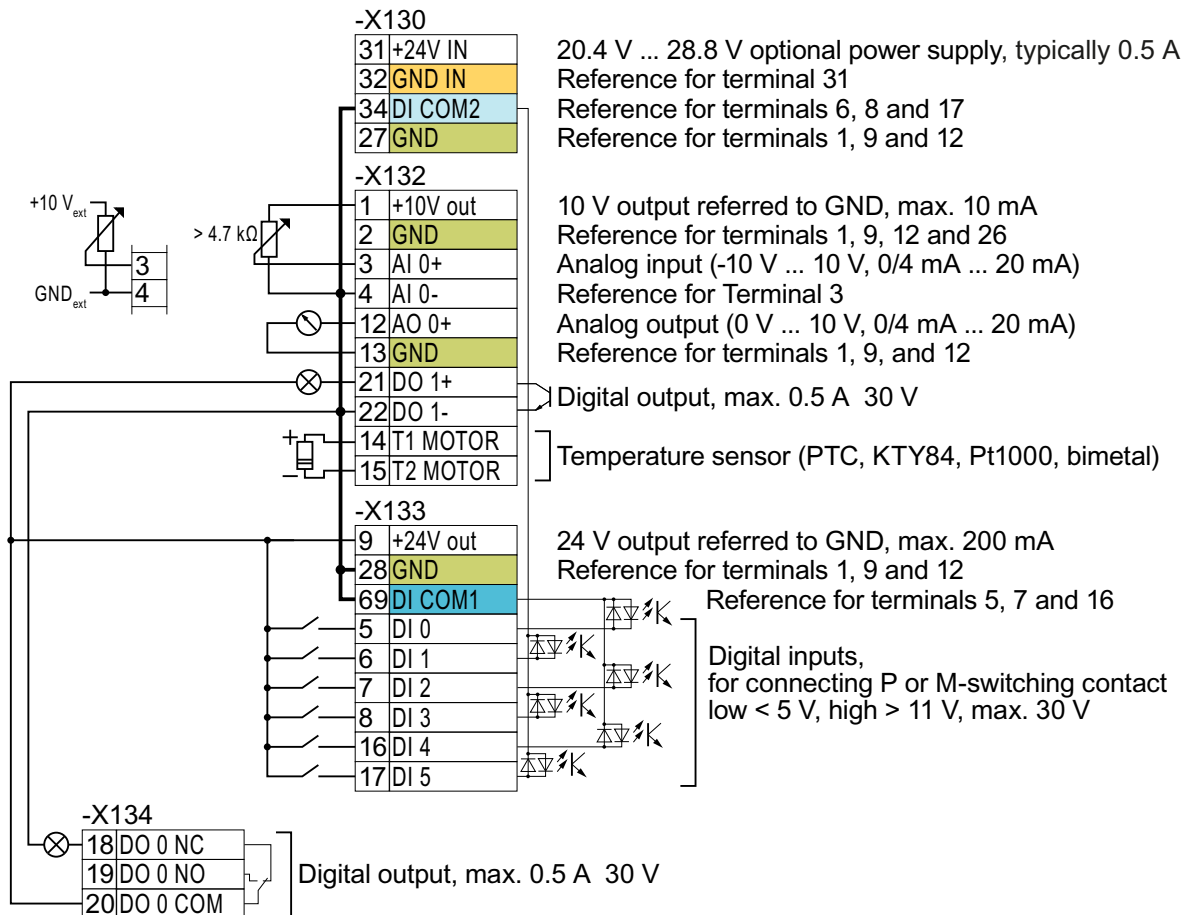 -X130
31 +24V IN 20.4 V ... 28.8 V optional power supply, typically 0.5 A
32 GND IN Reference for terminal 31
34 DI COM2 Reference for terminals 6, 8 and 17
27 GND Reference for terminals 1, 9 and 12
-X132
1 +10V out 10 V output referred to GND, max. 10 mA
2 GND Reference for terminals 1, 9, 12 and 26
3 AI 0+ Analog input (-10 V ... 10 V, 0/4 mA ... 20 mA)
4 AI 0- Reference for Terminal 3
12 AO 0+ Analog output (0 V ... 10 V, 0/4 mA ... 20 mA)
13 GND Reference for terminals 1, 9, and 12
21 DO 1+
22 DO 1-
Digital output, max. 0.5 A 30 V
14 T1 MOTOR
15 T2 MOTOR
Temperature sensor (PTC, KTY84, Pt1000, bimetal)
+10 Vext
3
GNDext 4
> 4.7 kΩ
+
–
-X133
9 +24V out 24 V output referred to GND, max. 200 mA
28 GND Reference for terminals 1, 9 and 12
69 DI COM1 Reference for terminals 5, 7 and 16
5 DI 0
6 DI 1
7 DI 2
8 DI 3
16 DI 4
17 DI 5
Digital inputs,
for connecting P or M-switching contact
low < 5 V, high > 11 V, max. 30 V
-X134
18 DO 0 NC
19 DO 0 NO
20 DO 0 COM
Digital output, max. 0.5 A 30 V